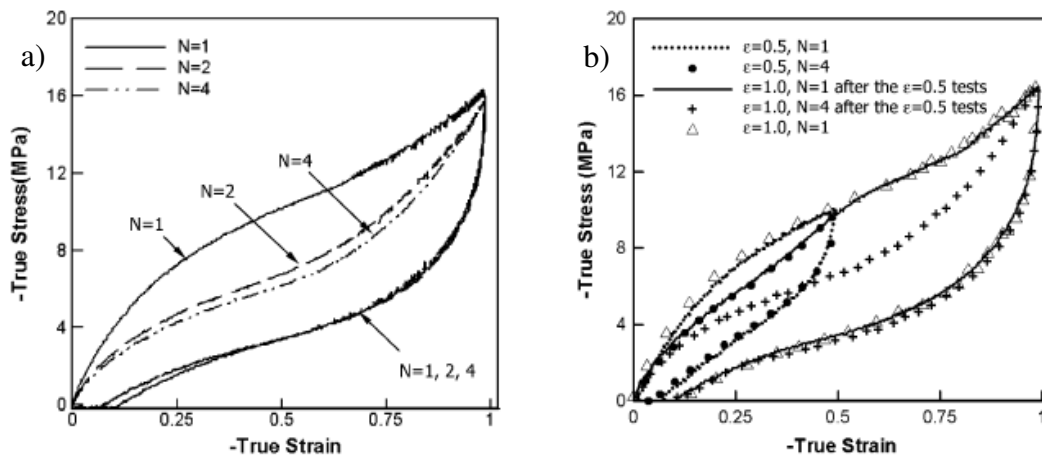 a)
20
16
12
8
4
0
-True Stress(MPa)
N=1
N=2
N=4
N=1
N=2
N=4
N=1, 2, 4
0 0.25 0.5 0.75 1
-True Strain
b)
20
16
12
8
4
0
-True Stress (MPa)
ε=0.5, N=1
ε=0.5, N=4
ε=1.0, N=1 after the ε=0.5 tests
ε=1.0, N=4 after the ε=0.5 tests
ε=1.0, N=1
0 0.25 0.5 0.75 1
-True Strain